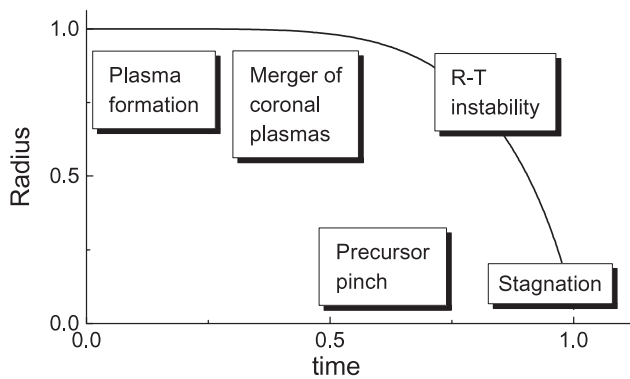 1.0
Plasma
formation
Merger of
coronal
plasmas
R-T
instability
Radius
0.5
Precursor
pinch
Stagnation
0.0
0.0
0.5
1.0
time